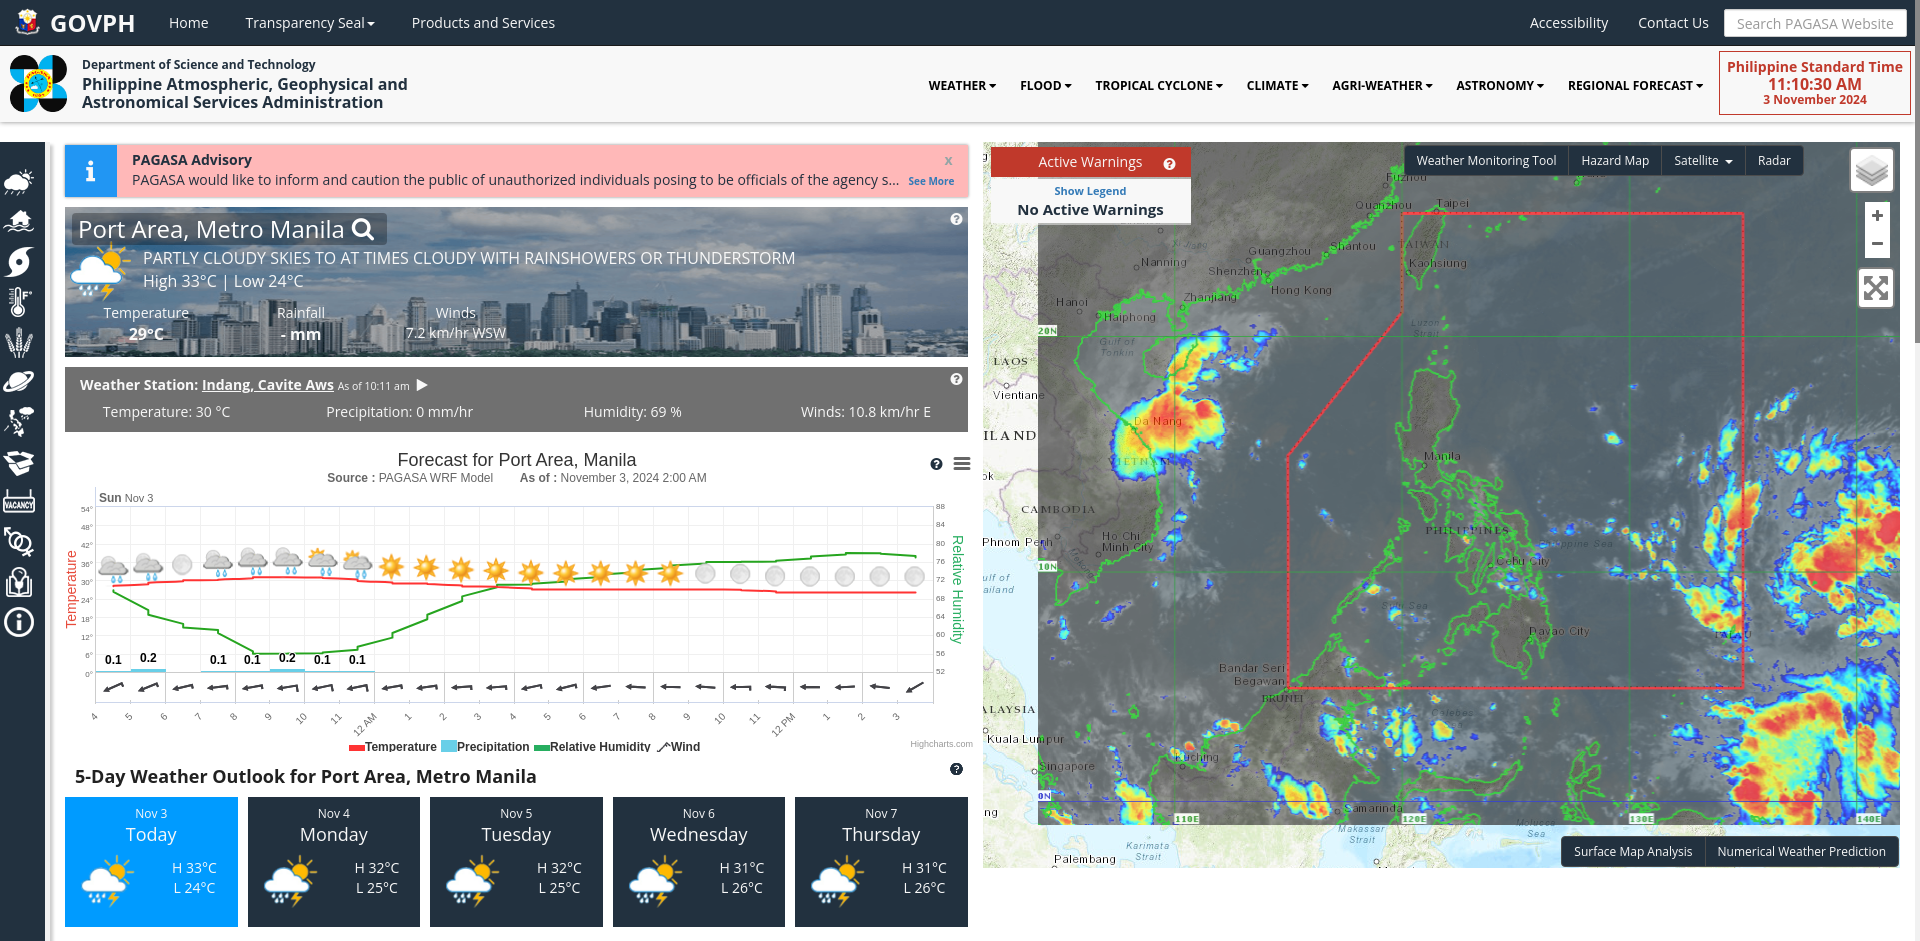 GOVPH
Home
Transparency Seal
Products and Services
Accessibility
Contact Us
Search PAGASA Website
Department of Science and Technology
Philippine Atmospheric, Geophysical and
Astronomical Services Administration
WEATHER
FLOOD
TROPICAL CYCLONE
CLIMATE
AGRI-WEATHER
ASTRONOMY
REGIONAL FORECAST
Philippine Standard Time
11:10:30 AM
3 November 2024
PAGASA Advisory
x
PAGASA would like to inform and caution the public of unauthorized individuals posing to be officials of the agency s... See More
Port Area, Metro Manila
PARTLY CLOUDY SKIES TO AT TIMES CLOUDY WITH RAINSHOWERS OR THUNDERSTORM
High 33°C | Low 24°C
Temperature Rainfall Winds
29°C - mm 7.2 km/hr WSW
Weather Station: Indang, Cavite Aws As of 10:11 am
Temperature: 30 °C Precipitation: 0 mm/hr Humidity: 69 % Winds: 10.8 km/hr E
Forecast for Port Area, Manila
Source : PAGASA WRF Model As of : November 3, 2024 2:00 AM
Sun Nov 3
54° 48° 42° 36° 30° 24° 18° 12° 6° 0°
Temperature
88 84 80 76 72 68 64 60 56 52
Relative Humidity
0.1 0.2 0.1 0.1 0.2 0.1 0.1
4 5 6 7 8 9 10 11 12 AM 1 2 3 4 5 6 7 8 9 10 11 12 PM 1 2 3
Temperature Precipitation Relative Humidity Wind
Highcharts.com
5-Day Weather Outlook for Port Area, Metro Manila
Nov 3
Today
H 33°C
L 24°C
Nov 4
Monday
H 32°C
L 25°C
Nov 5
Tuesday
H 32°C
L 25°C
Nov 6
Wednesday
H 31°C
L 26°C
Nov 7
Thursday
H 31°C
L 26°C
VACANCY
Active Warnings
Show Legend
No Active Warnings
Weather Monitoring Tool
Hazard Map
Satellite
Radar
+
−
Fuzhou
Quanzhou
Taipei
Shantou
TAIWAN
Guangzhou
Nanning
Shenzhen
Kaohsiung
Hong Kong
Zhanjiang
Hanoi
Haiphong
20N
Luzon
Strait
Gulf of
Tonkin
LAOS
Vientiane
Da Nang
ILAND
VIETNAM
Manila
ok
CAMBODIA
PHILIPPINES
Phnom Penh
Ho Chi
Minh City
ippine Sea
Cebu City
10N
ulf of
ailand
Sulu Sea
Davao City
PALAU
Bandar Seri
Begawan
BRUNEI
ALAYSIA
Celebes
Kuala Lumpur
Kuching
Singapore
0N
ng
Samarinda
110E
120E
130E
140E
Makassar
Strait
Molucca
Sea
Karimata
Strait
Palembang
Surface Map Analysis
Numerical Weather Prediction